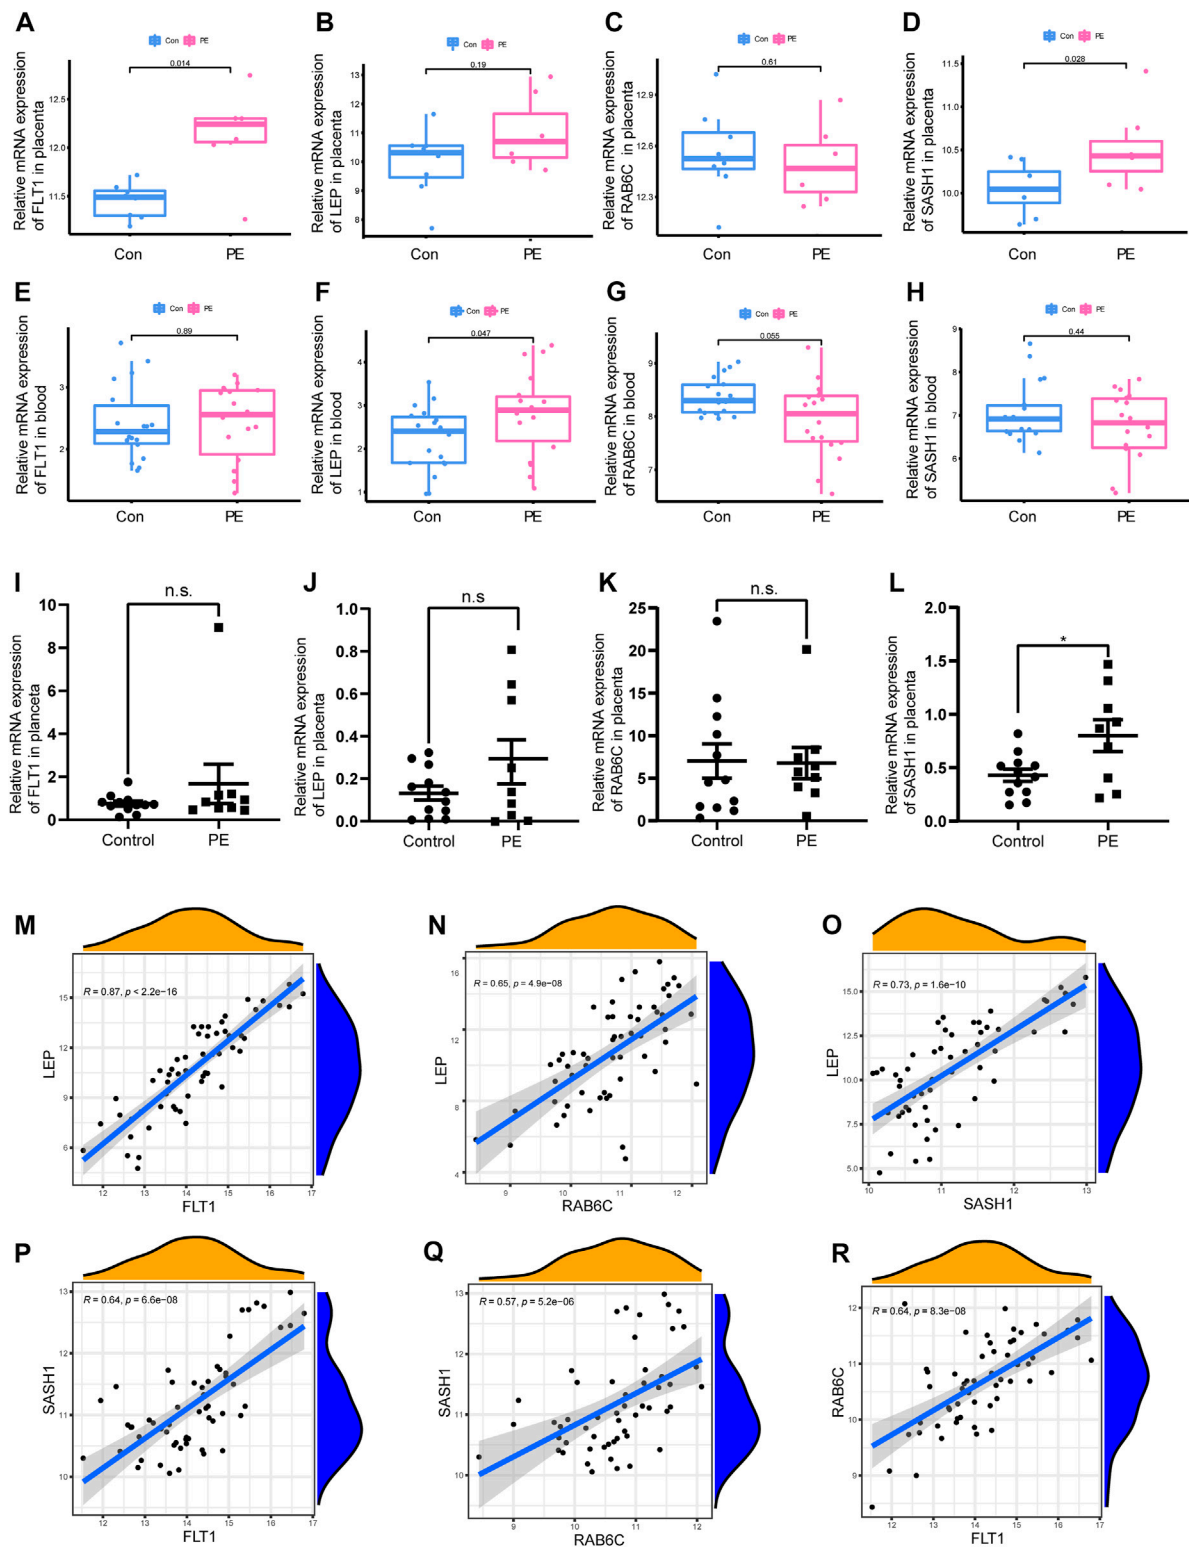 A
Con PE
0.014
Relative mRNA expression
of FLT1 in placenta
12.5
12.0
11.5
Con PE
B
Con PE
0.19
Relative mRNA expression
of LEP in placenta
13
12
11
10
9
8
Con PE
C
Con PE
0.61
Relative mRNA expression
of RAB6C in placenta
12.9
12.6
12.3
Con PE
D
Con PE
0.028
Relative mRNA expression
of SASH1 in placenta
11.5
11.0
10.5
10.0
Con PE
E
Con PE
0.89
Relative mRNA expression
of FLT1 in blood
3
2
Con PE
F
Con PE
0.047
Relative mRNA expression
of LEP in blood
4
3
2
1
Con PE
G
Con PE
0.055
Relative mRNA expression
of RAB6C in blood
9
8
7
Con PE
H
Con PE
0.44
Relative mRNA expression
of SASH1 in blood
9
8
7
6
Con PE
I
n.s.
Relative mRNA expression
of FLT1 in planceta
10
8
6
4
2
0
Control PE
J
n.s
Relative mRNA expression
of LEP in placenta
1.0
0.8
0.6
0.4
0.2
0.0
Control PE
K
n.s.
Relative mRNA expression
of RAB6C in placenta
25
20
15
10
5
0
Control PE
L
*
Relative mRNA expression
of SASH1 in placenta
2.0
1.5
1.0
0.5
0.0
Control PE
M
R = 0.87, p < 2.2e-16
LEP
15
12
9
6
12 13 14 15 16 17
FLT1
N
R = 0.65, p = 4.9e-08
LEP
16
12
8
4
9 10 11 12
RAB6C
O
R = 0.73, p = 1.6e-10
LEP
15.0
12.5
10.0
7.5
5.0
10 11 12 13
SASH1
P
R = 0.64, p = 6.6e-08
SASH1
13
12
11
10
12 13 14 15 16 17
FLT1
Q
R = 0.57, p = 5.2e-06
SASH1
13
12
11
10
9 10 11 12
RAB6C
R
R = 0.64, p = 8.3e-08
RAB6C
12
11
10
9
12 13 14 15 16 17
FLT1